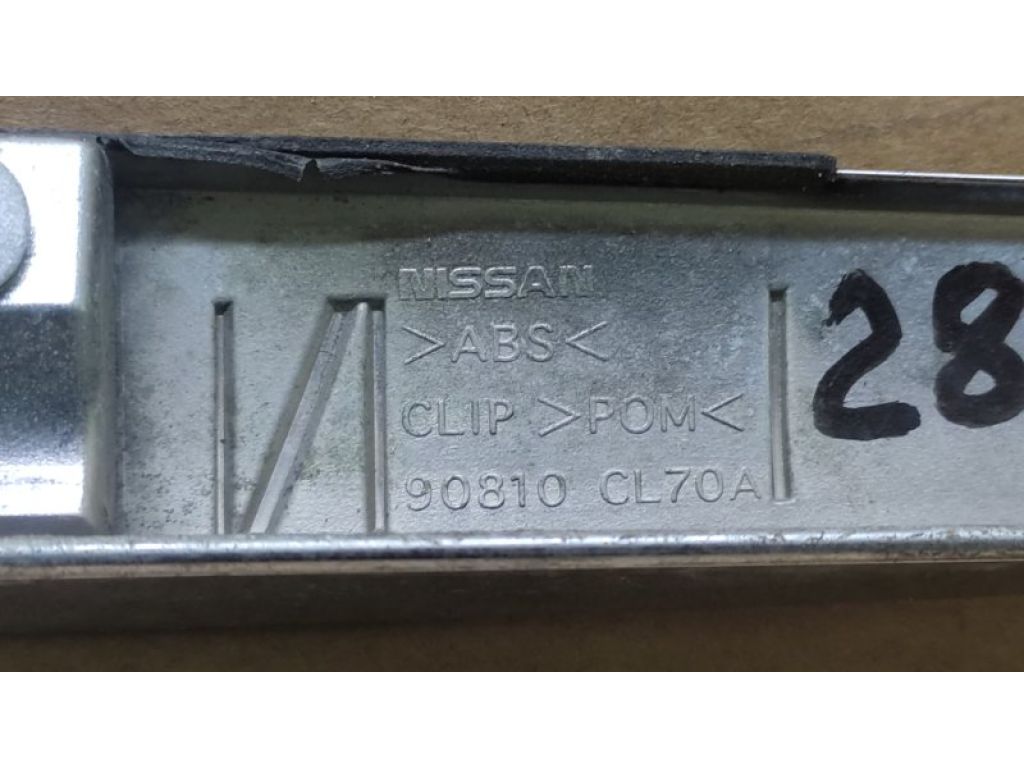 NISSAN
>ABS<
CLIP >POM<
90810 CL70A
28